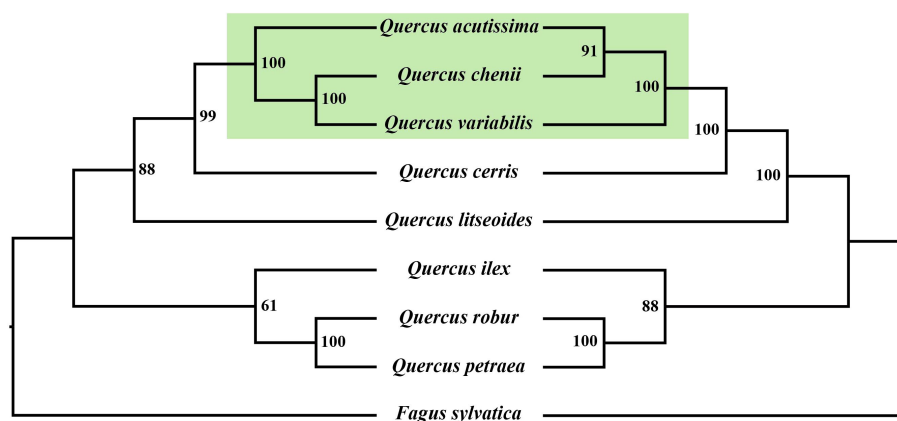 Quercus acutissima
91
100
Quercus chenii
100
100
Quercus variabilis
99
100
88
Quercus cerris
100
Quercus litseoides
Quercus ilex
61
88
Quercus robur
100
100
Quercus petraea
Fagus sylvatica